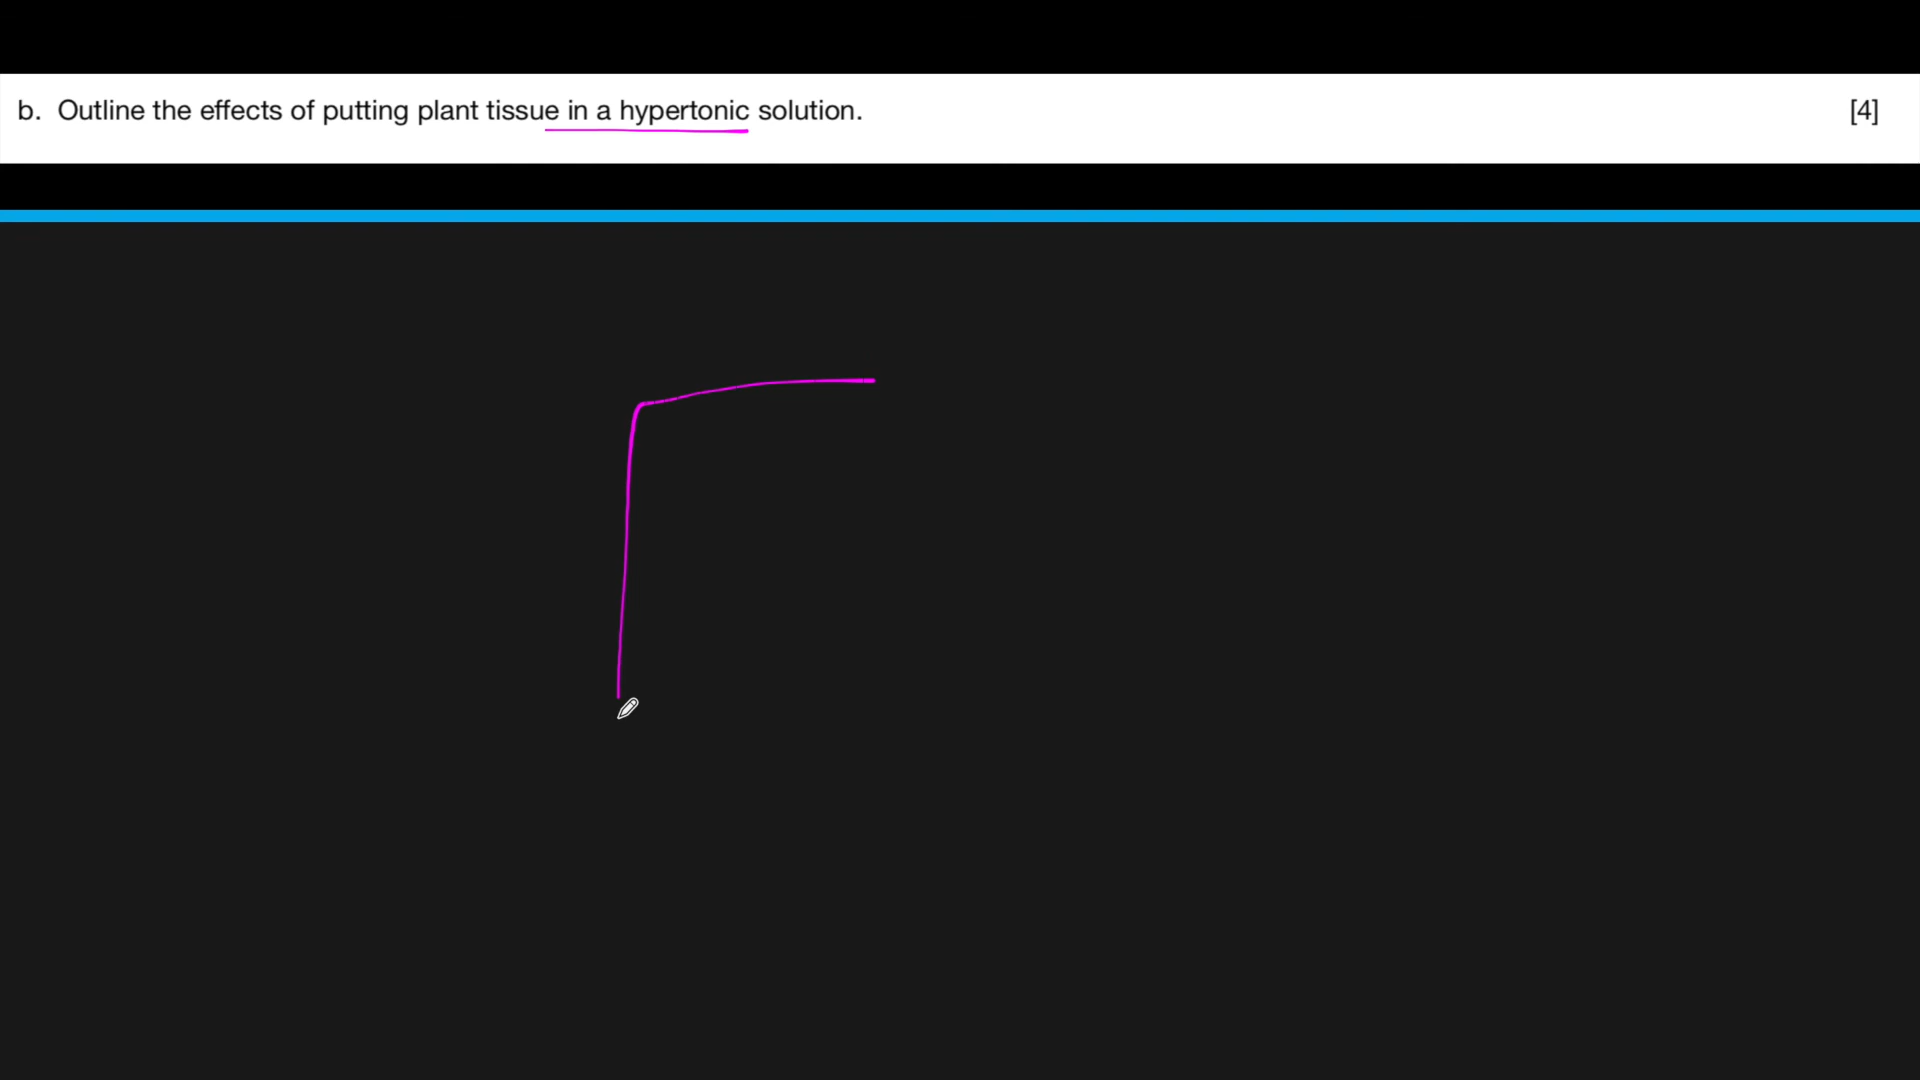 b. Outline the effects of putting plant tissue in a hypertonic solution. [4]